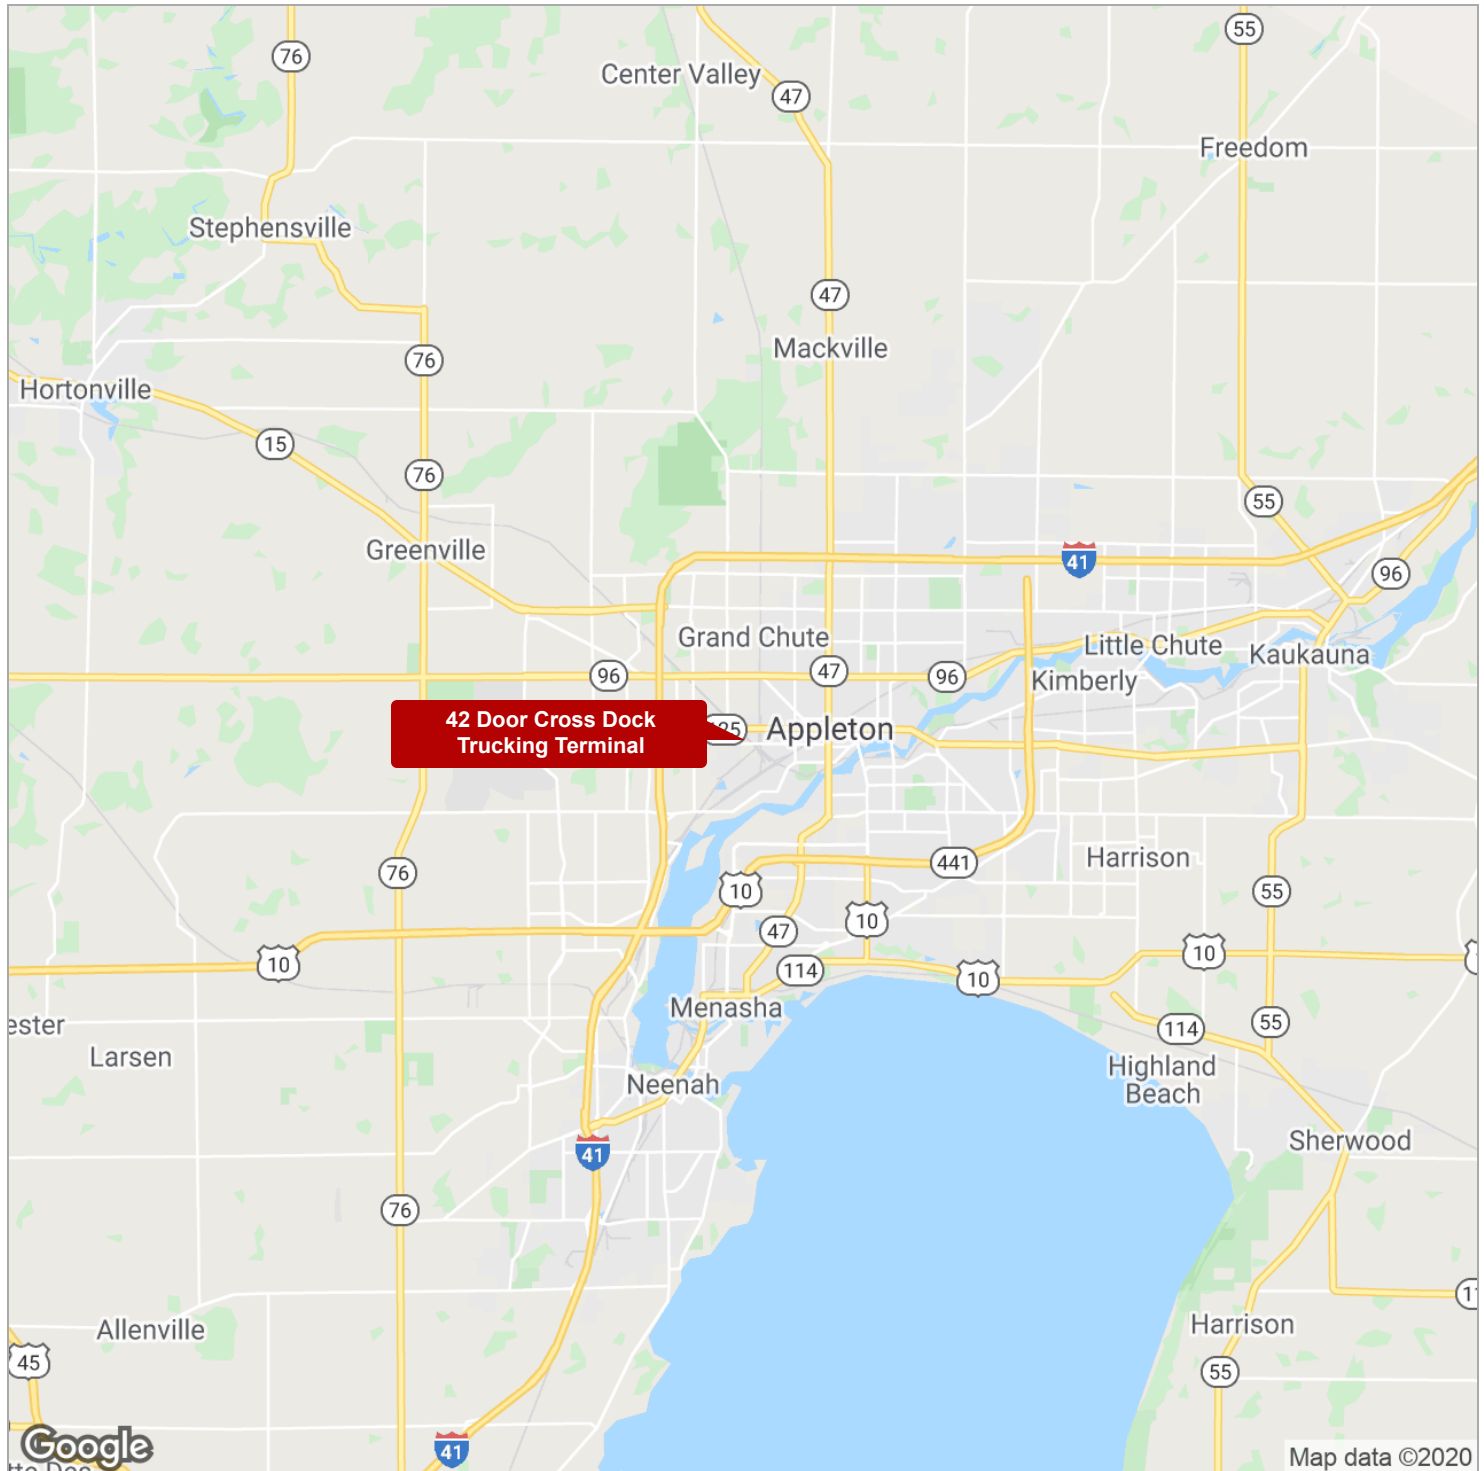 55
76
Center Valley
47
Freedom
Stephensville
47
Mackville
76
Hortonville
15
76
55
Greenville
41
96
Grand Chute
Little Chute
Kaukauna
96
47
96
Kimberly
42 Door Cross Dock
Trucking Terminal
Appleton
Harrison
441
76
10
55
10
47
10
10
114
10
Menasha
55
114
Larsen
Highland
Beach
Neenah
Sherwood
41
76
Harrison
Allenville
45
55
Google
41
Map data ©2020